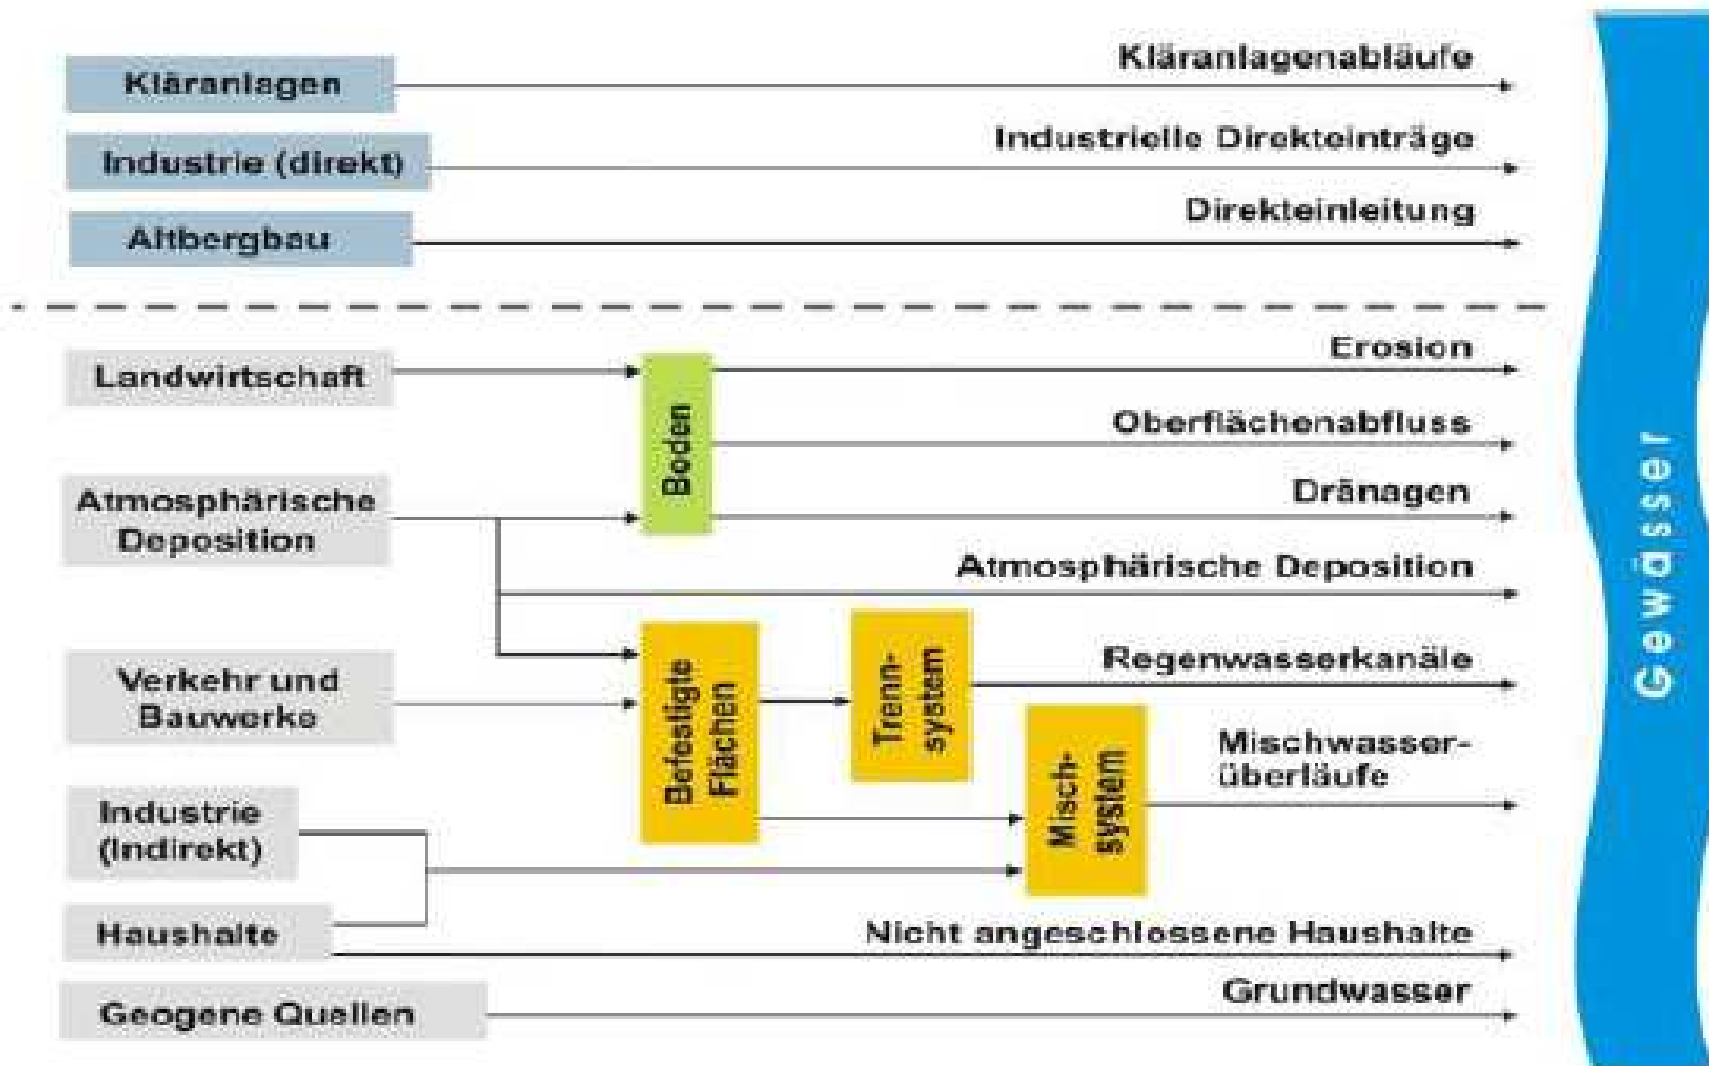 Kläranlagen
Kläranlagenabläufe
Industrie (direkt)
Industrielle Direkteinträge
Altbergbau
Direkteinleitung
Landwirtschaft
Boden
Erosion
Oberflächenabfluss
Dränagen
Atmosphärische
Deposition
Atmosphärische Deposition
Verkehr und
Bauwerke
Befestigte
Flächen
Trenn-
system
Regenwasserkanäle
Misch-
system
Mischwasser-
überläufe
Industrie
(Indirekt)
Haushalte
Nicht angeschlossene Haushalte
Geogene Quellen
Grundwasser
Gewässer